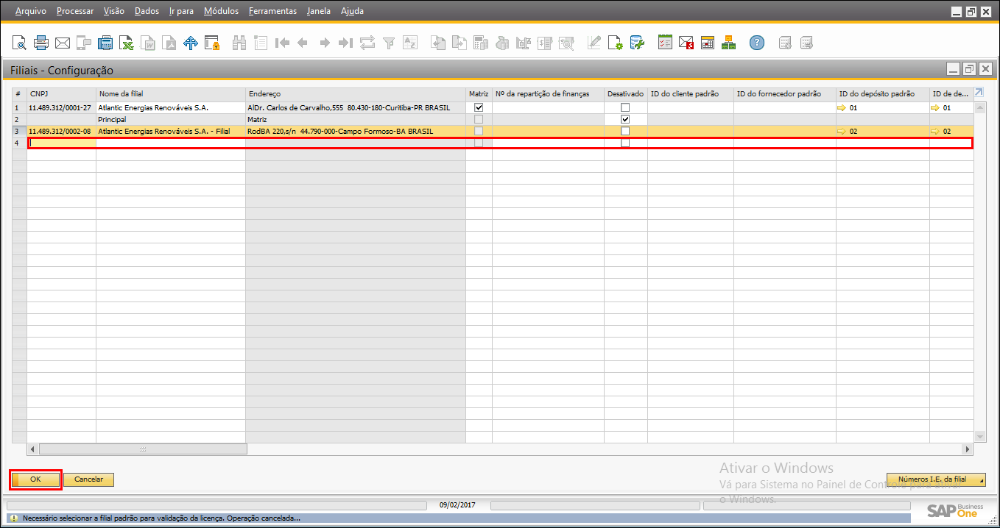 Arquivo Processar Visão Dados Ir para Módulos Ferramentas Janela Ajuda
Filiais - Configuração
# CNPJ Nome da filial Endereço Matriz Nº da repartição de finanças Desativado ID do cliente padrão ID do fornecedor padrão ID do depósito padrão ID de de...
1 11.489.312/0001-27 Atlantic Energias Renováveis S.A. AlDr. Carlos de Carvalho,555 80.430-180-Curitiba-PR BRASIL 01 01
2 Principal Matriz
3 11.489.312/0002-08 Atlantic Energias Renováveis S.A. - Filial RodBA 220,s/n 44.790-000-Campo Formoso-BA BRASIL 02 02
4
OK Cancelar Números I.E. da filial
Ativar o Windows
Vá para Sistema no Painel de Controle para ativar
o Windows.
09/02/2017
Necessário selecionar a filial padrão para validação da licença. Operação cancelada...
SAP Business One